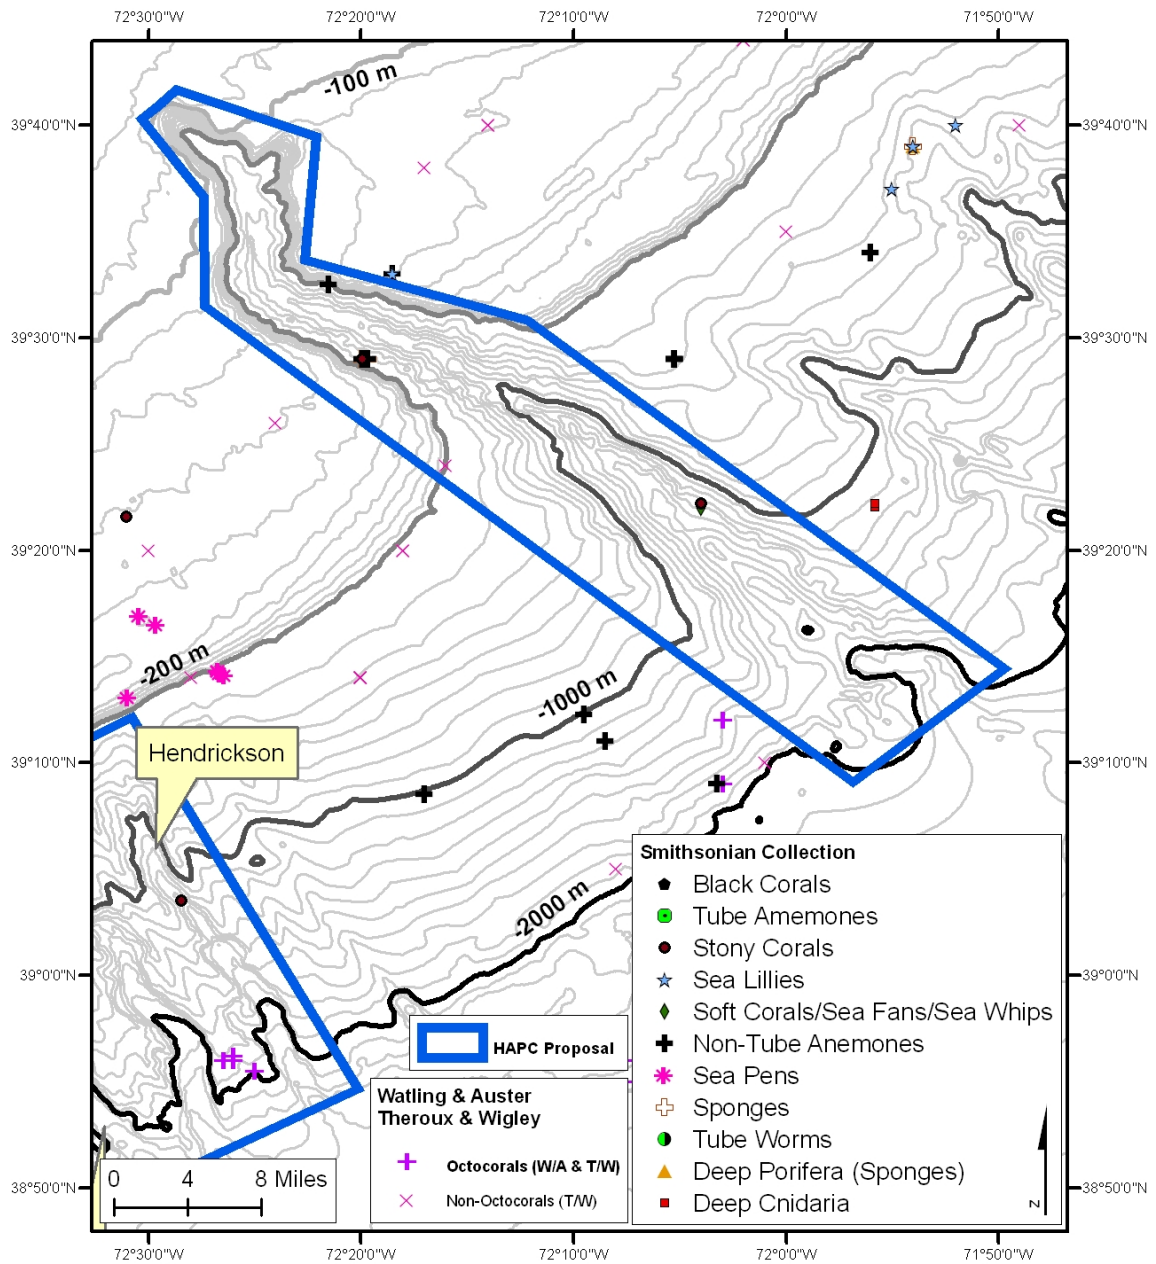 72°30'0"W
72°20'0"W
72°10'0"W
72°0'0"W
71°50'0"W
-100 m
39°40'0"N
39°40'0"N
39°30'0"N
39°30'0"N
39°20'0"N
39°20'0"N
-200 m
-1000 m
Hendrickson
39°10'0"N
39°10'0"N
-2000 m
39°0'0"N
39°0'0"N
38°50'0"N
38°50'0"N
HAPC Proposal
Watling & Auster
Theroux & Wigley
Octocorals (W/A & T/W)
Non-Octocorals (T/W)
0 4 8 Miles
Smithsonian Collection
Black Corals
Tube Amemones
Stony Corals
Sea Lillies
Soft Corals/Sea Fans/Sea Whips
Non-Tube Anemones
Sea Pens
Sponges
Tube Worms
Deep Porifera (Sponges)
Deep Cnidaria
N
72°30'0"W
72°20'0"W
72°10'0"W
72°0'0"W
71°50'0"W